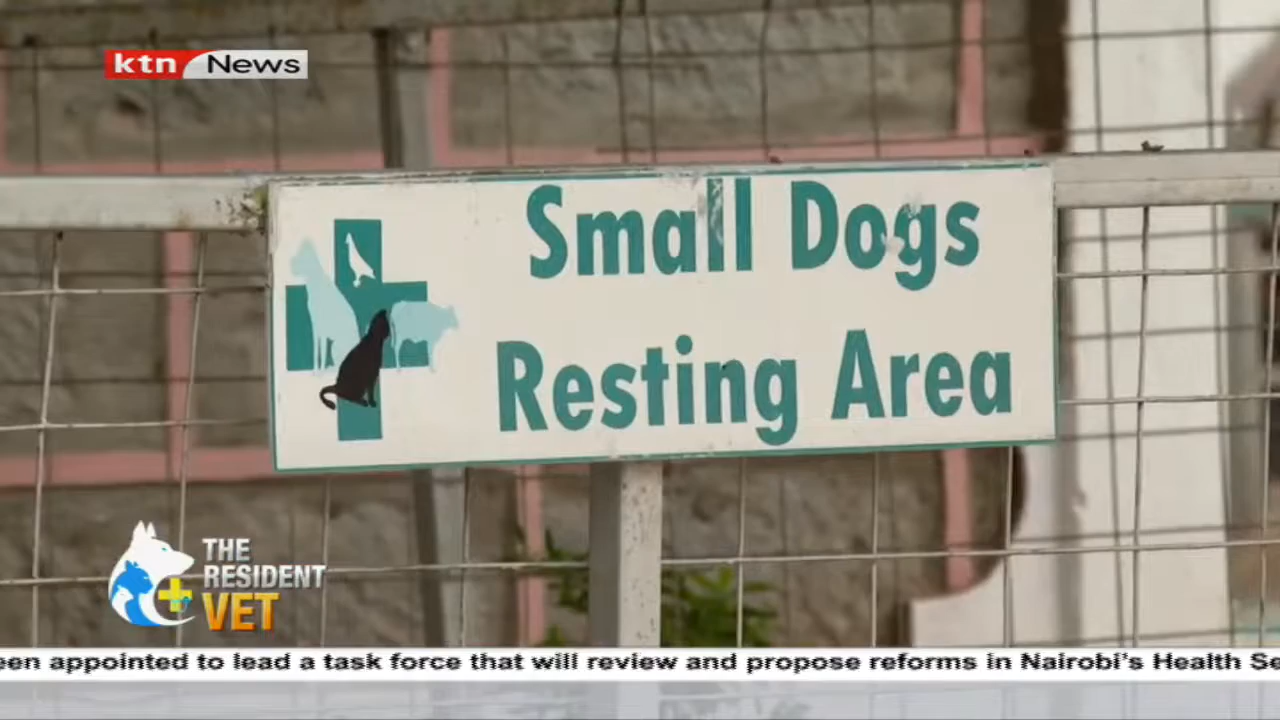 ktn News
Small Dogs
Resting Area
THE
RESIDENT
VET
appointed to lead a task force that will review and propose reforms in Nairobi's Health